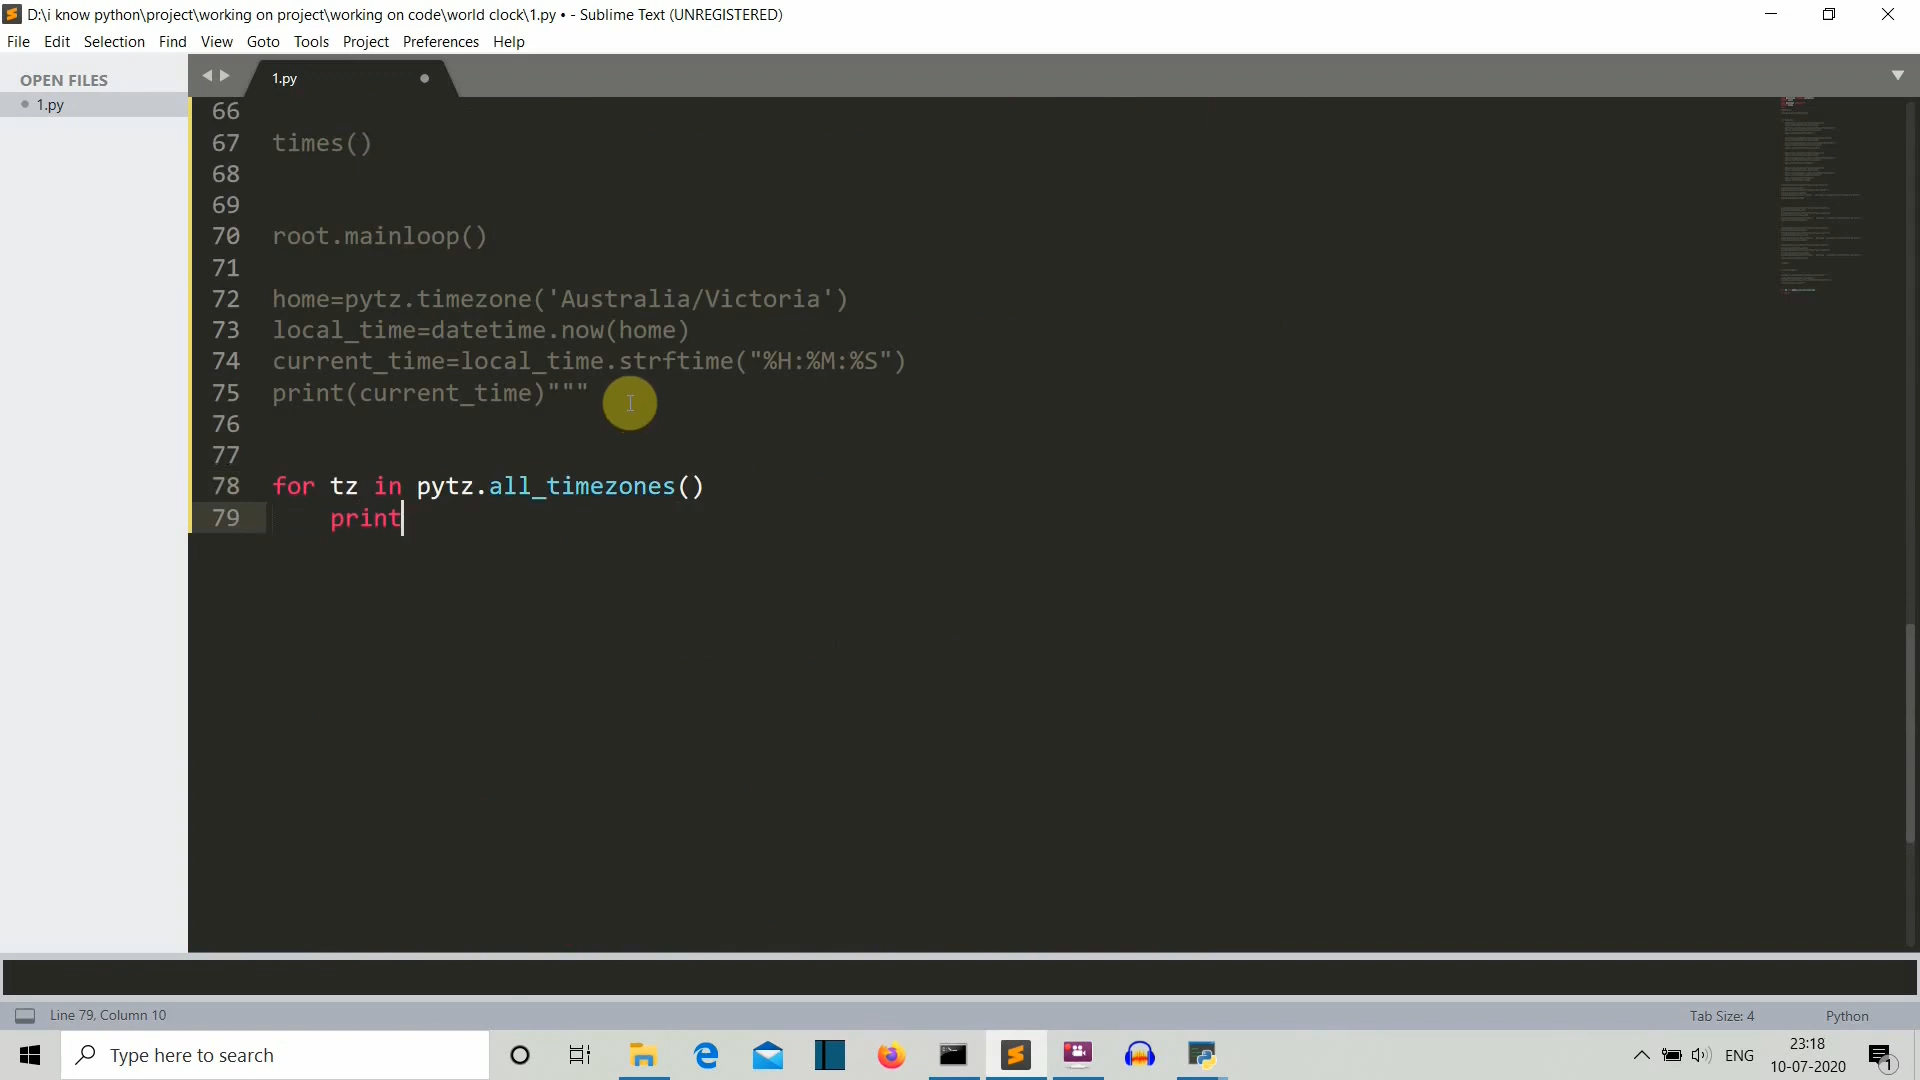 D:\i know python\project\working on project\working on code\world clock\1.py • - Sublime Text (UNREGISTERED)
File Edit Selection Find View Goto Tools Project Preferences Help
OPEN FILES
1.py
1.py
66
67 times()
68
69
70 root.mainloop()
71
72 home=pytz.timezone('Australia/Victoria')
73 local_time=datetime.now(home)
74 current_time=local_time.strftime("%H:%M:%S")
75 print(current_time)"""
76
77
78 for tz in pytz.all_timezones()
79 print
Line 79, Column 10
Tab Size: 4
Python
Type here to search
ENG
23:18
10-07-2020
1